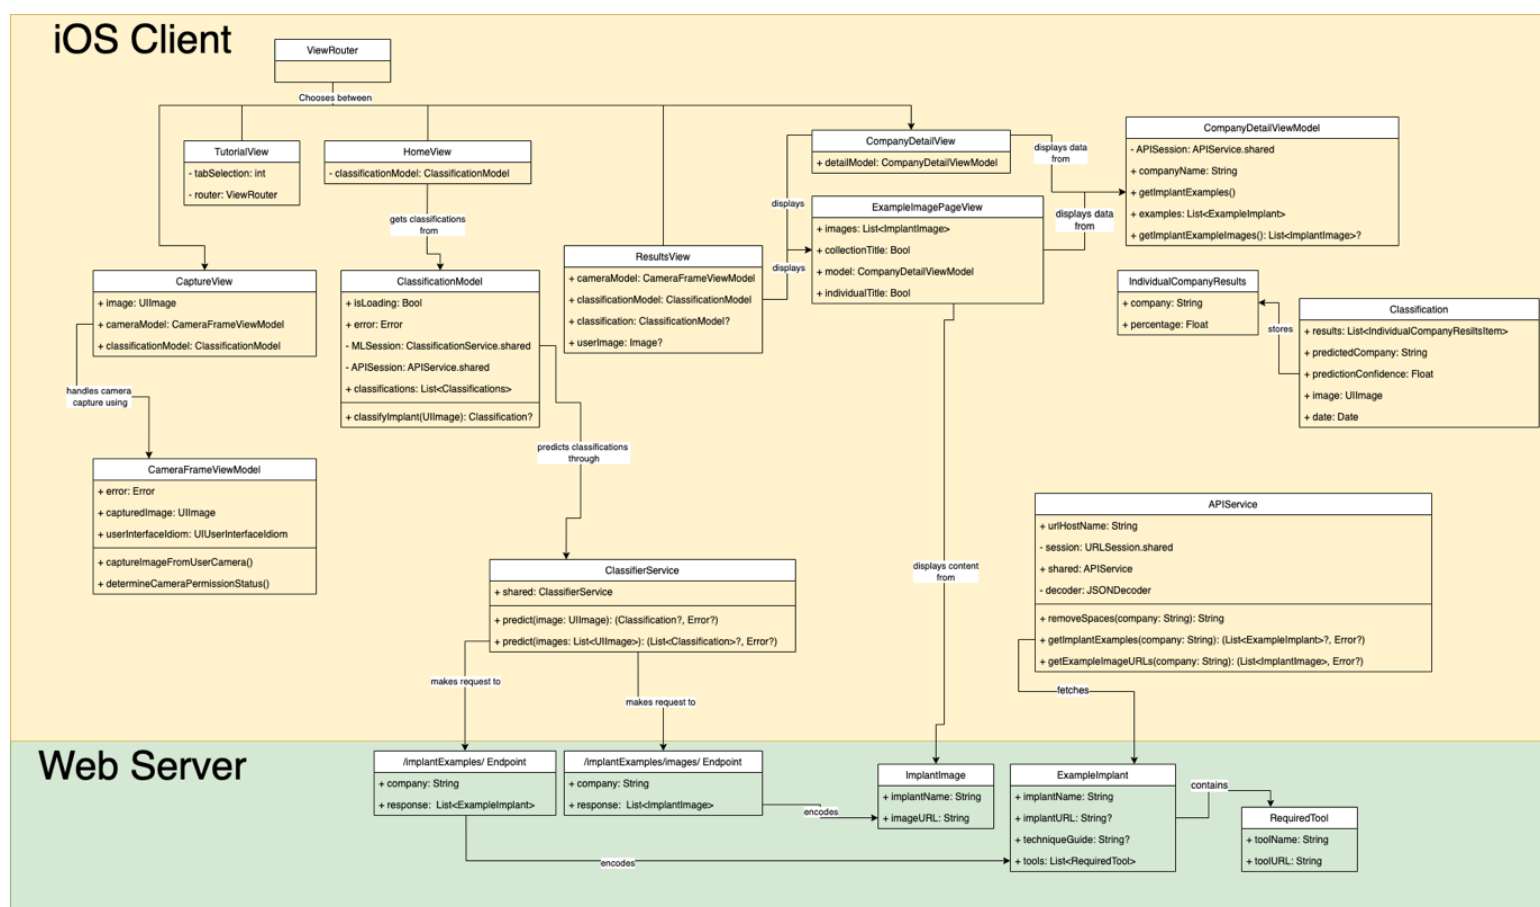 iOS Client
ViewRouter
Chooses between
TutorialView
- tabSelection: int
- router: ViewRouter
HomeView
- classificationModel: ClassificationModel
CompanyDetailView
+ detailModel: CompanyDetailViewModel
displays data
from
CompanyDetailViewModel
- APISession: APIService.shared
+ companyName: String
+ getImplantExamples()
+ examples: List<ExampleImplant>
+ getImplantExampleImages(): List<ImplantImage>?
gets classifications
from
displays
ExampleImagePageView
+ images: List<ImplantImage>
+ collectionTitle: Bool
+ model: CompanyDetailViewModel
+ individualTitle: Bool
displays data
from
displays
CaptureView
+ image: UIImage
+ cameraModel: CameraFrameViewModel
+ classificationModel: ClassificationModel
ClassificationModel
+ isLoading: Bool
+ error: Error
- MLSession: ClassificationService.shared
- APISession: APIService.shared
+ classifications: List<Classifications>
+ classifyImplant(UIImage): Classification?
ResultsView
+ cameraModel: CameraFrameViewModel
+ classificationModel: ClassificationModel
+ classification: ClassificationModel?
+ userImage: Image?
IndividualCompanyResults
+ company: String
+ percentage: Float
stores
Classification
+ results: List<IndividualCompanyResiltsItem>
+ predictedCompany: String
+ predictionConfidence: Float
+ image: UIImage
+ date: Date
handles camera
capture using
CameraFrameViewModel
+ error: Error
+ capturedImage: UIImage
+ userInterfaceIdiom: UIUserInterfaceIdiom
+ captureImageFromUserCamera()
+ determineCameraPermissionStatus()
predicts classifications
through
ClassifierService
+ shared: ClassifierService
+ predict(image: UIImage): (Classification?, Error?)
+ predict(images: List<UIImage>): (List<Classification>?, Error?)
displays content
from
APIService
+ urlHostName: String
- session: URLSession.shared
+ shared: APIService
- decoder: JSONDecoder
+ removeSpaces(company: String): String
+ getImplantExamples(company: String): (List<ExampleImplant>?, Error?)
+ getExampleImageURLs(company: String): (List<ImplantImage>, Error?)
makes request to
makes request to
fetches
Web Server
/implantExamples/ Endpoint
+ company: String
+ response: List<ExampleImplant>
/implantExamples/images/ Endpoint
+ company: String
+ response: List<ImplantImage>
encodes
ImplantImage
+ implantName: String
+ imageURL: String
ExampleImplant
+ implantName: String
+ implantURL: String?
+ techniqueGuide: String?
+ tools: List<RequiredTool>
contains
RequiredTool
+ toolName: String
+ toolURL: String
encodes